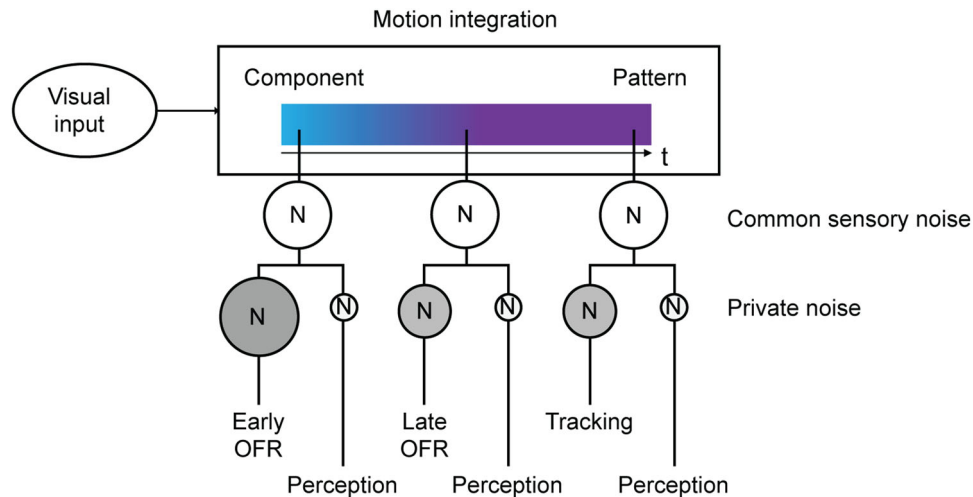 Motion integration
Visual
input
Component
Pattern
t
N
N
N
Common sensory noise
N
N
N
N
N
N
Private noise
Early
OFR
Late
OFR
Tracking
Perception
Perception
Perception